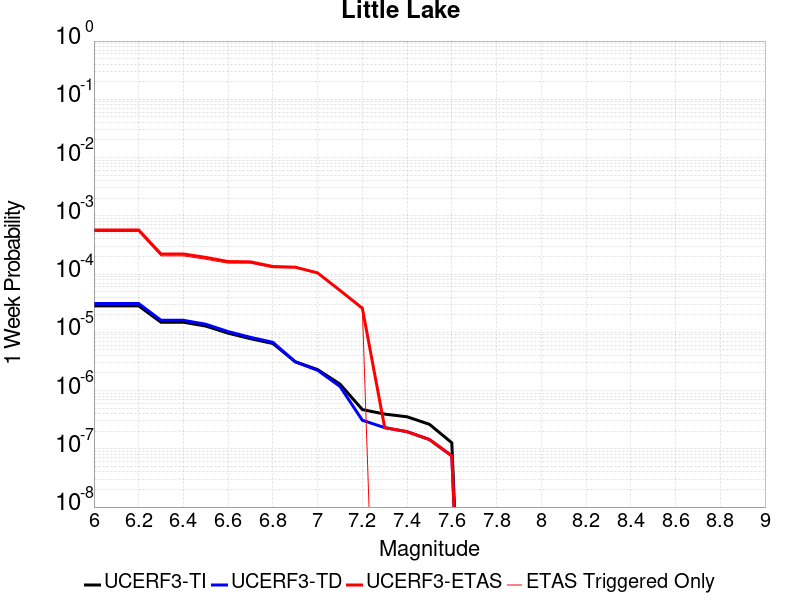 Little Lake
1 Week Probability
10^0
10^-1
10^-2
10^-3
10^-4
10^-5
10^-6
10^-7
10^-8
6 6.2 6.4 6.6 6.8 7 7.2 7.4 7.6 7.8 8 8.2 8.4 8.6 8.8 9
Magnitude
UCERF3-TI UCERF3-TD UCERF3-ETAS ETAS Triggered Only